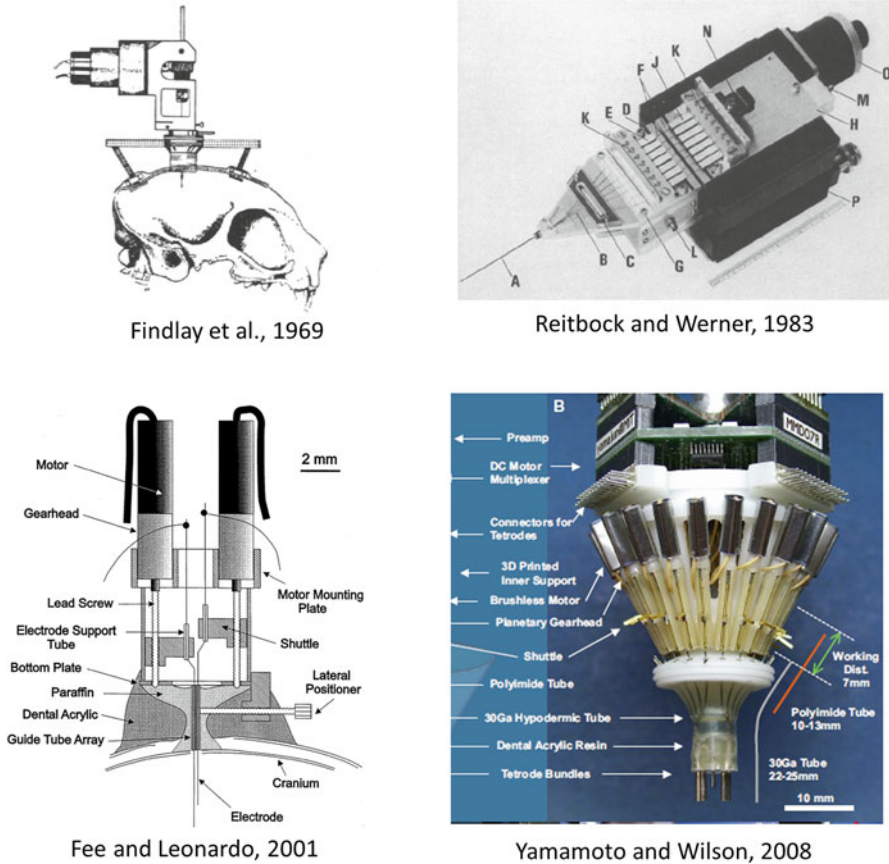 Findlay et al., 1969
N
K
J
F
D
E
K
O
M
H
P
L
G
C
B
A
Reitbock and Werner, 1983
Motor
Gearhead
Lead Screw
Electrode Support
Tube
Bottom Plate
Paraffin
Dental Acrylic
Guide Tube Array
2 mm
Motor Mounting
Plate
Shuttle
Lateral
Positioner
Cranium
Electrode
Fee and Leonardo, 2001
B
Preamp
DC Motor
Multiplexer
Connectors for
Tetrodes
3D Printed
Inner Support
Brushless Motor
Planetary Gearhead
Shuttle
Polyimide Tube
30Ga Hypodermic Tube
Dental Acrylic Resin
Tetrode Bundles
MMD07R
Working
Dist.
7mm
Polyimide Tube
10-13mm
30Ga Tube
22-25mm
10 mm
Yamamoto and Wilson, 2008